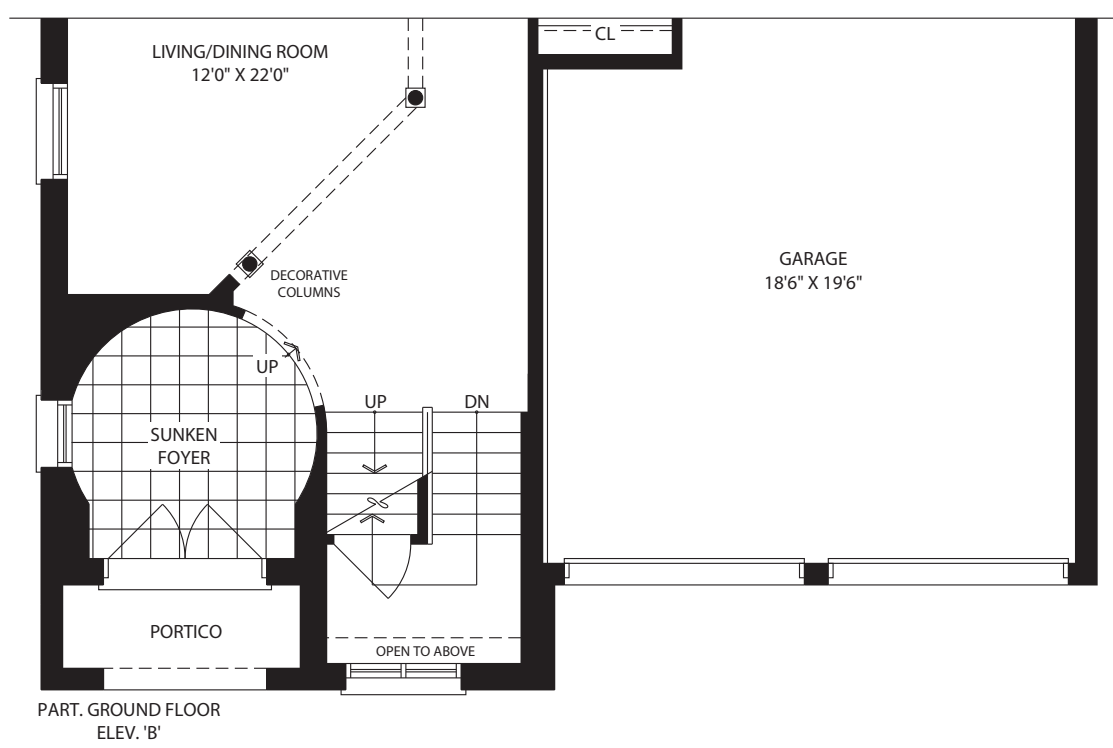 LIVING/DINING ROOM
12'0" X 22'0"
CL
GARAGE
18'6" X 19'6"
DECORATIVE
COLUMNS
UP
UP
DN
SUNKEN
FOYER
PORTICO
OPEN TO ABOVE
PART. GROUND FLOOR
ELEV. 'B'